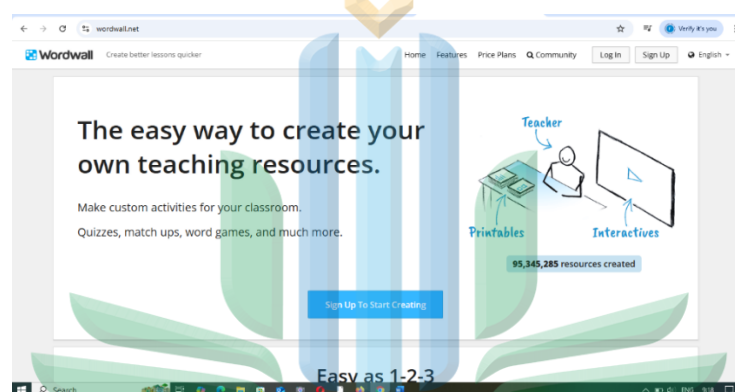 wordwall.net
Verify it's you
Wordwall Create better lessons quicker Home Features Price Plans Community Log In Sign Up English
The easy way to create your
own teaching resources.
Make custom activities for your classroom.
Quizzes, match ups, word games, and much more.
Teacher
Printables
Interactives
95,345,285 resources created
Sign Up To Start Creating
Easy as 1-2-3
Search
ENG 9:18